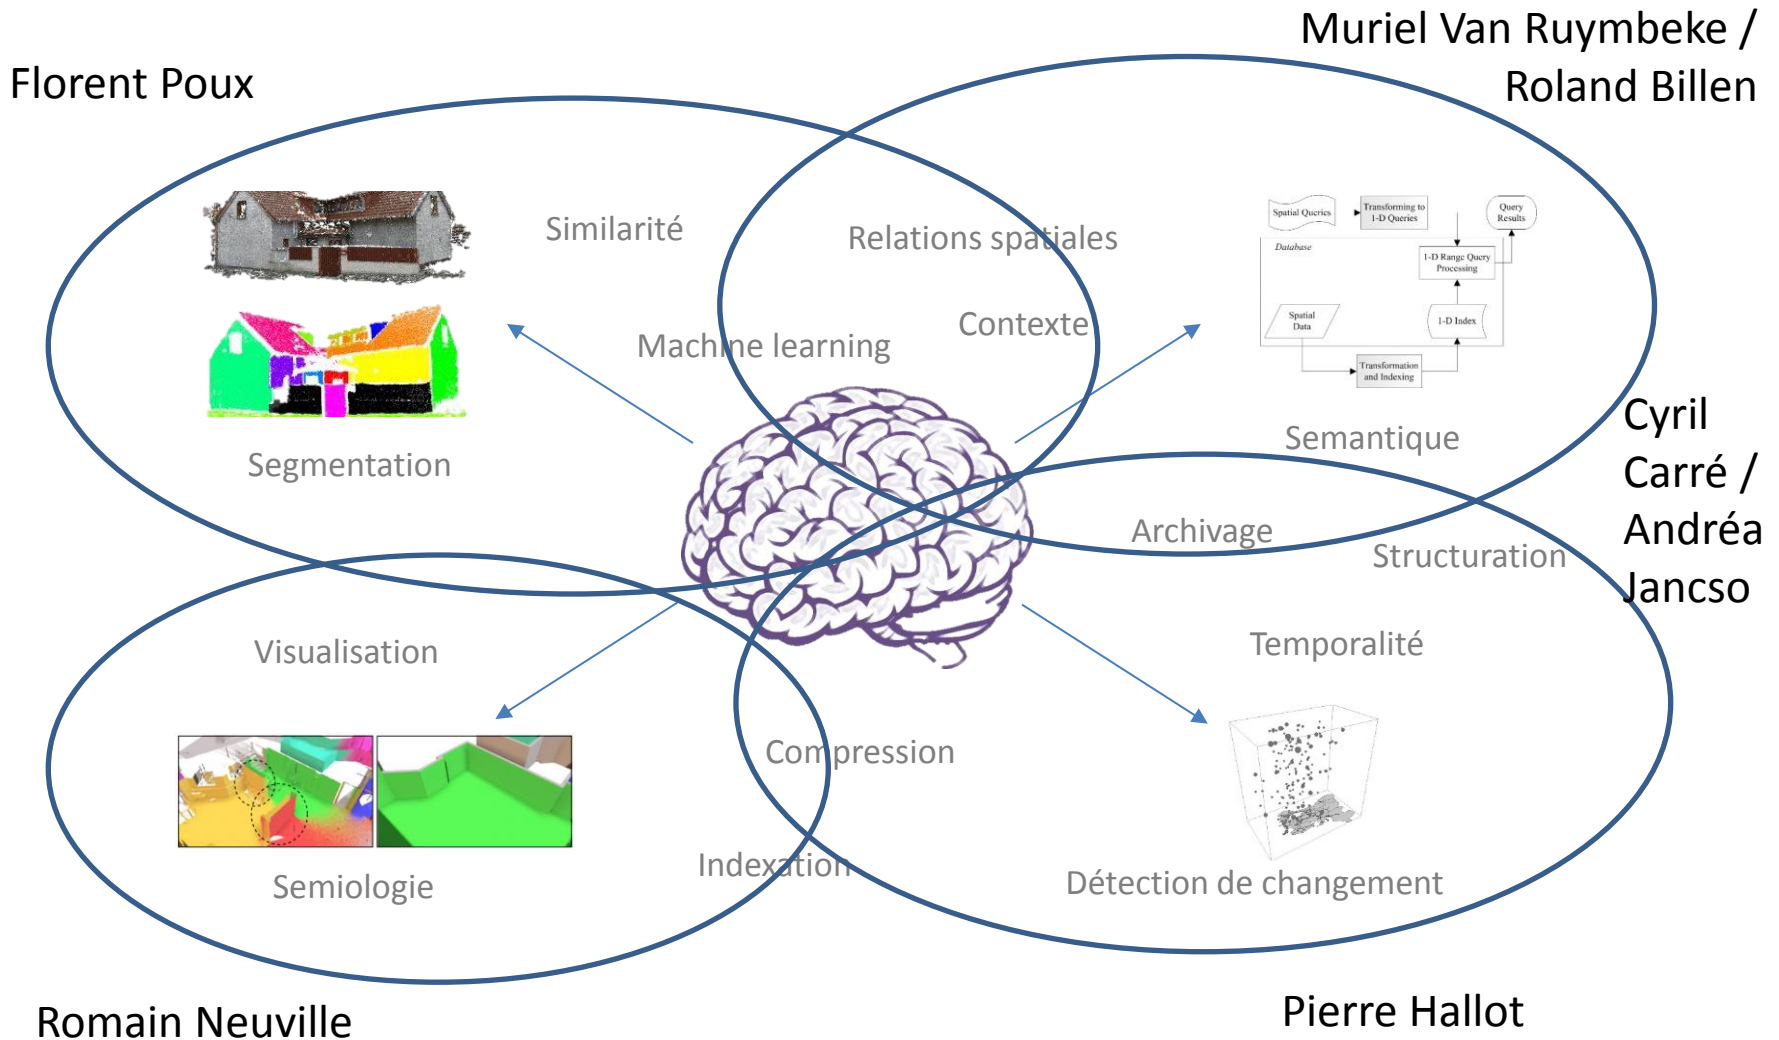 Muriel Van Ruymbeke /
Roland Billen
Florent Poux
Similarité
Relations spatiales
Contexte
Machine learning
Segmentation
Spatial Queries
Transforming to
1-D Queries
Query
Results
Database
1-D Range Query
Processing
Spatial
Data
1-D Index
Transformation
and Indexing
Semantique
Cyril
Carré /
Andréa
Jancso
Archivage
Structuration
Visualisation
Temporalité
Compression
Indexation
Semiologie
Détection de changement
Romain Neuville
Pierre Hallot